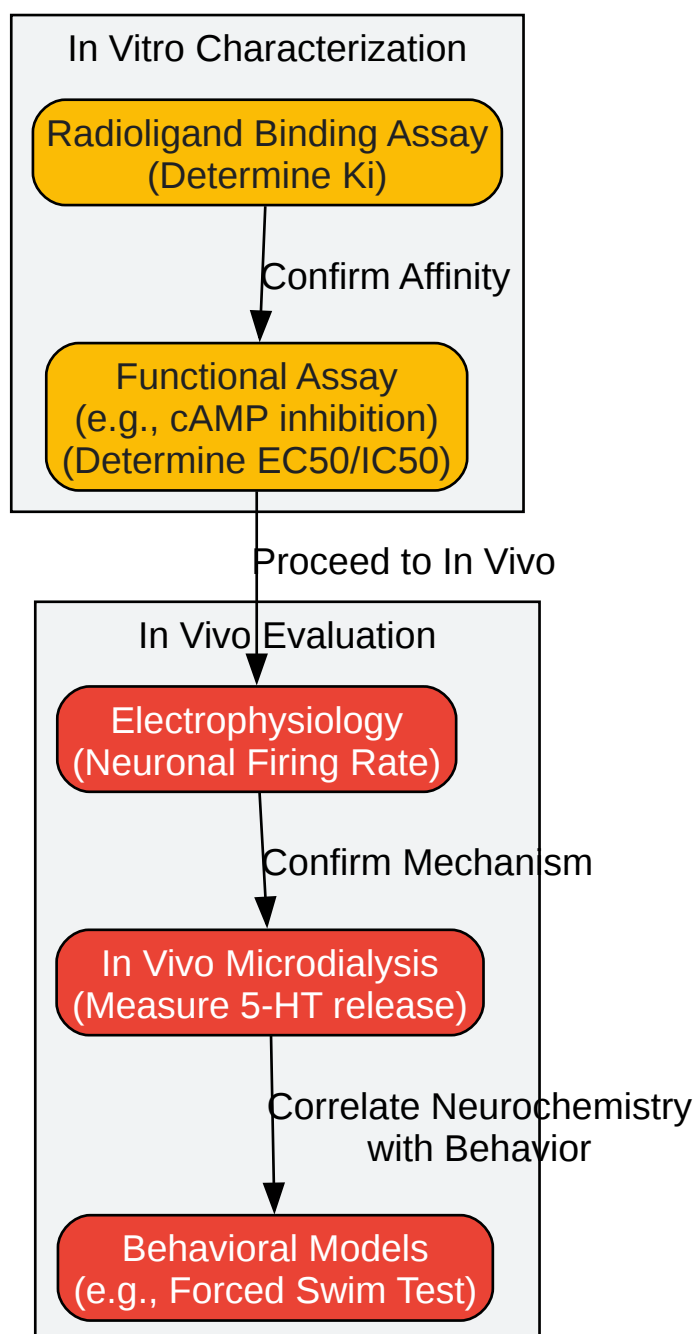 In Vitro Characterization
Radioligand Binding Assay
(Determine Ki)
Confirm Affinity
Functional Assay
(e.g., cAMP inhibition)
(Determine EC50/IC50)
Proceed to In Vivo
In Vivo Evaluation
Electrophysiology
(Neuronal Firing Rate)
Confirm Mechanism
In Vivo Microdialysis
(Measure 5-HT release)
Correlate Neurochemistry
with Behavior
Behavioral Models
(e.g., Forced Swim Test)